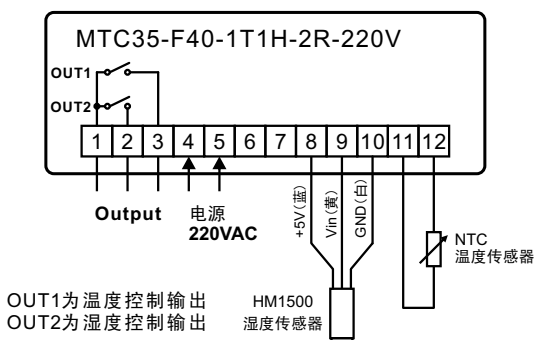 MTC35-F40-1T1H-2R-220V
OUT1
OUT2
1 2 3 4 5 6 7 8 9 10 11 12
Output
电源
220VAC
+5V(蓝)
Vin(黄)
GND(白)
NTC
温度传感器
HM1500
湿度传感器
OUT1为温度控制输出
OUT2为湿度控制输出